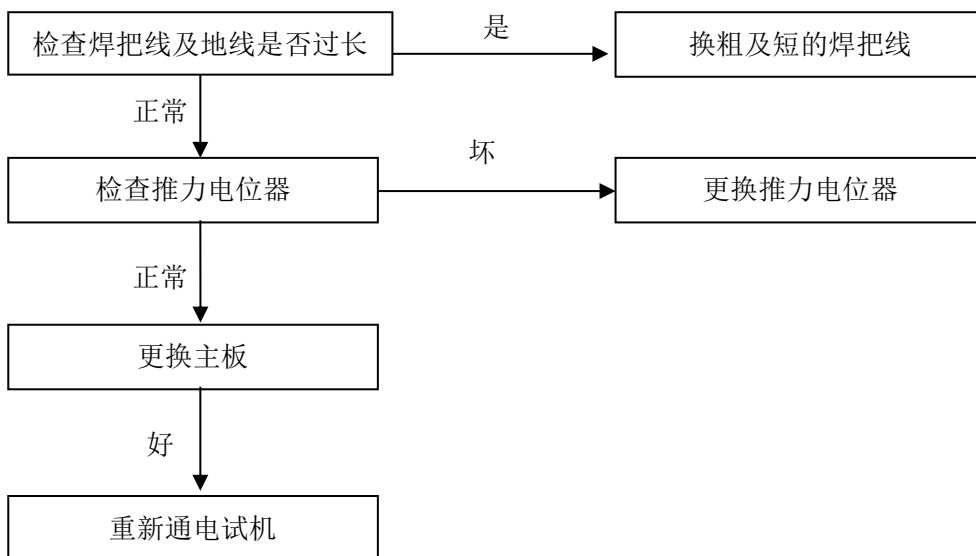 检查焊把线及地线是否过长
是
换粗及短的焊把线
正常
检查推力电位器
坏
更换推力电位器
正常
更换主板
好
重新通电试机